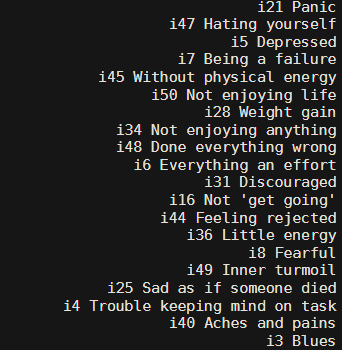 i21 Panic
i47 Hating yourself
i5 Depressed
i7 Being a failure
i45 Without physical energy
i50 Not enjoying life
i28 Weight gain
i34 Not enjoying anything
i48 Done everything wrong
i6 Everything an effort
i31 Discouraged
i16 Not 'get going'
i44 Feeling rejected
i36 Little energy
i8 Fearful
i49 Inner turmoil
i25 Sad as if someone died
i4 Trouble keeping mind on task
i40 Aches and pains
i3 Blues